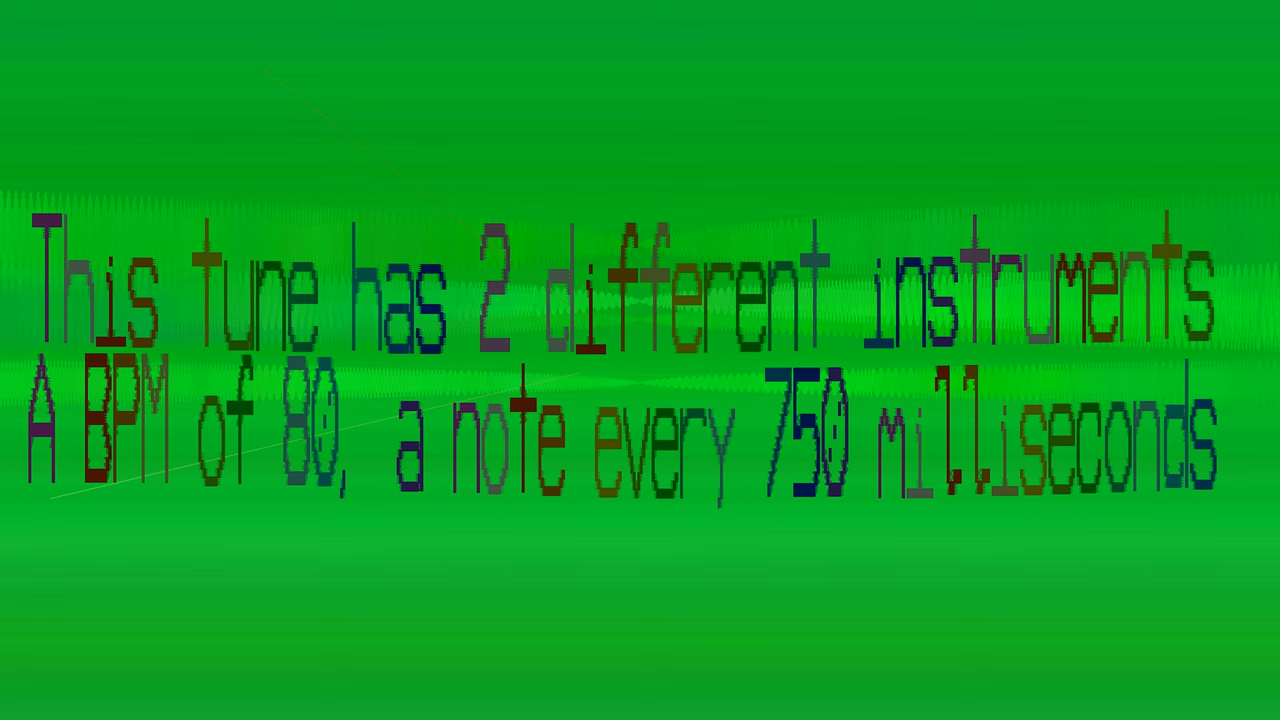 This tune has 2 different instruments
A BPM of 80, a note every 750 milliseconds